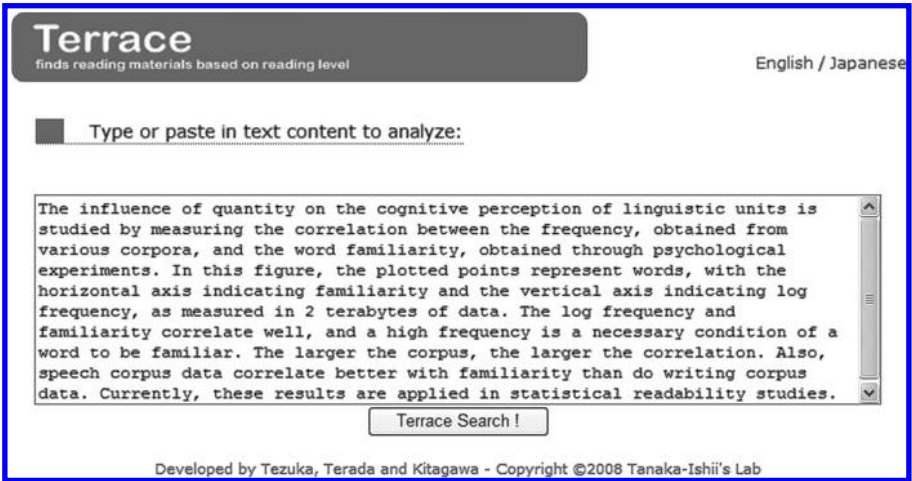 Terrace
finds reading materials based on reading level
English / Japanese
Type or paste in text content to analyze:
The influence of quantity on the cognitive perception of linguistic units is
studied by measuring the correlation between the frequency, obtained from
various corpora, and the word familiarity, obtained through psychological
experiments. In this figure, the plotted points represent words, with the
horizontal axis indicating familiarity and the vertical axis indicating log
frequency, as measured in 2 terabytes of data. The log frequency and
familiarity correlate well, and a high frequency is a necessary condition of a
word to be familiar. The larger the corpus, the larger the correlation. Also,
speech corpus data correlate better with familiarity than do writing corpus
data. Currently, these results are applied in statistical readability studies.
Terrace Search !
Developed by Tezuka, Terada and Kitagawa - Copyright ©2008 Tanaka-Ishii's Lab